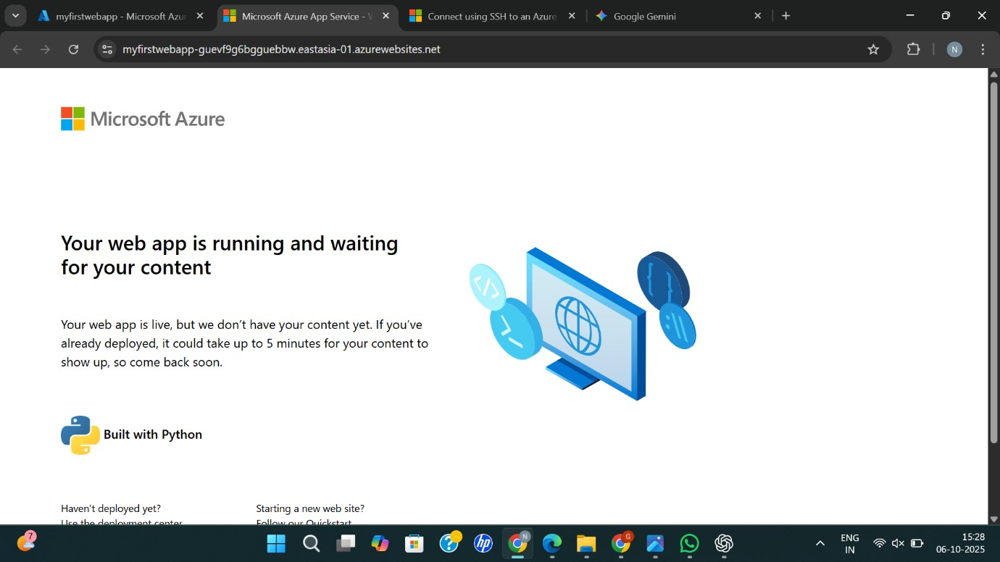 myfirstwebapp - Microsoft Azu
Microsoft Azure App Service - W
Connect using SSH to an Azure
Google Gemini
myfirstwebapp-guevf9g6bgguebbw.eastasia-01.azurewebsites.net
N
Microsoft Azure
Your web app is running and waiting
for your content
Your web app is live, but we don’t have your content yet. If you’ve
already deployed, it could take up to 5 minutes for your content to
show up, so come back soon.
Built with Python
Haven’t deployed yet?
Use the deployment center
Starting a new web site?
Follow our Quickstart
7
hp
N
G
ENG
IN
15:28
06-10-2025